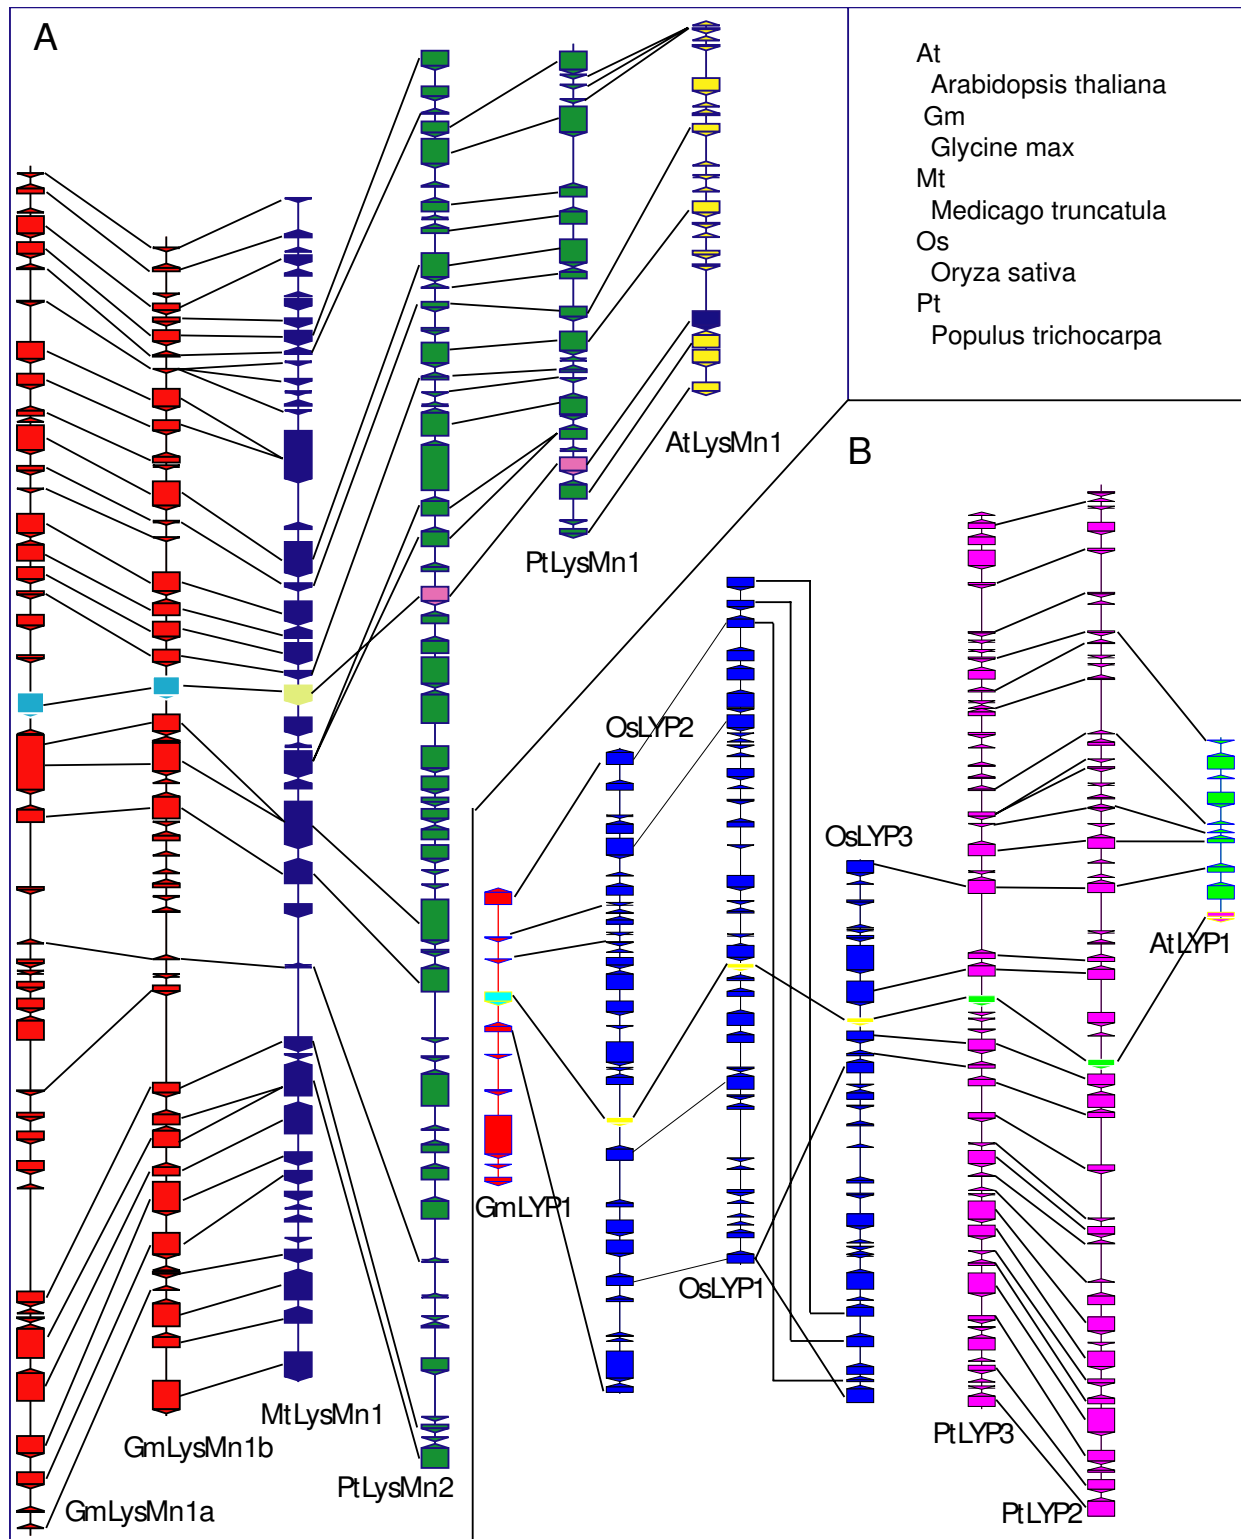 A
At
Arabidopsis thaliana
Gm
Glycine max
Mt
Medicago truncatula
Os
Oryza sativa
Pt
Populus trichocarpa
AtLysMn1
B
PtLysMn1
OsLYP2
OsLYP3
AtLYP1
GmLYP1
OsLYP1
MtLysMn1
GmLysMn1b
PtLYP3
PtLysMn2
GmLysMn1a
PtLYP2